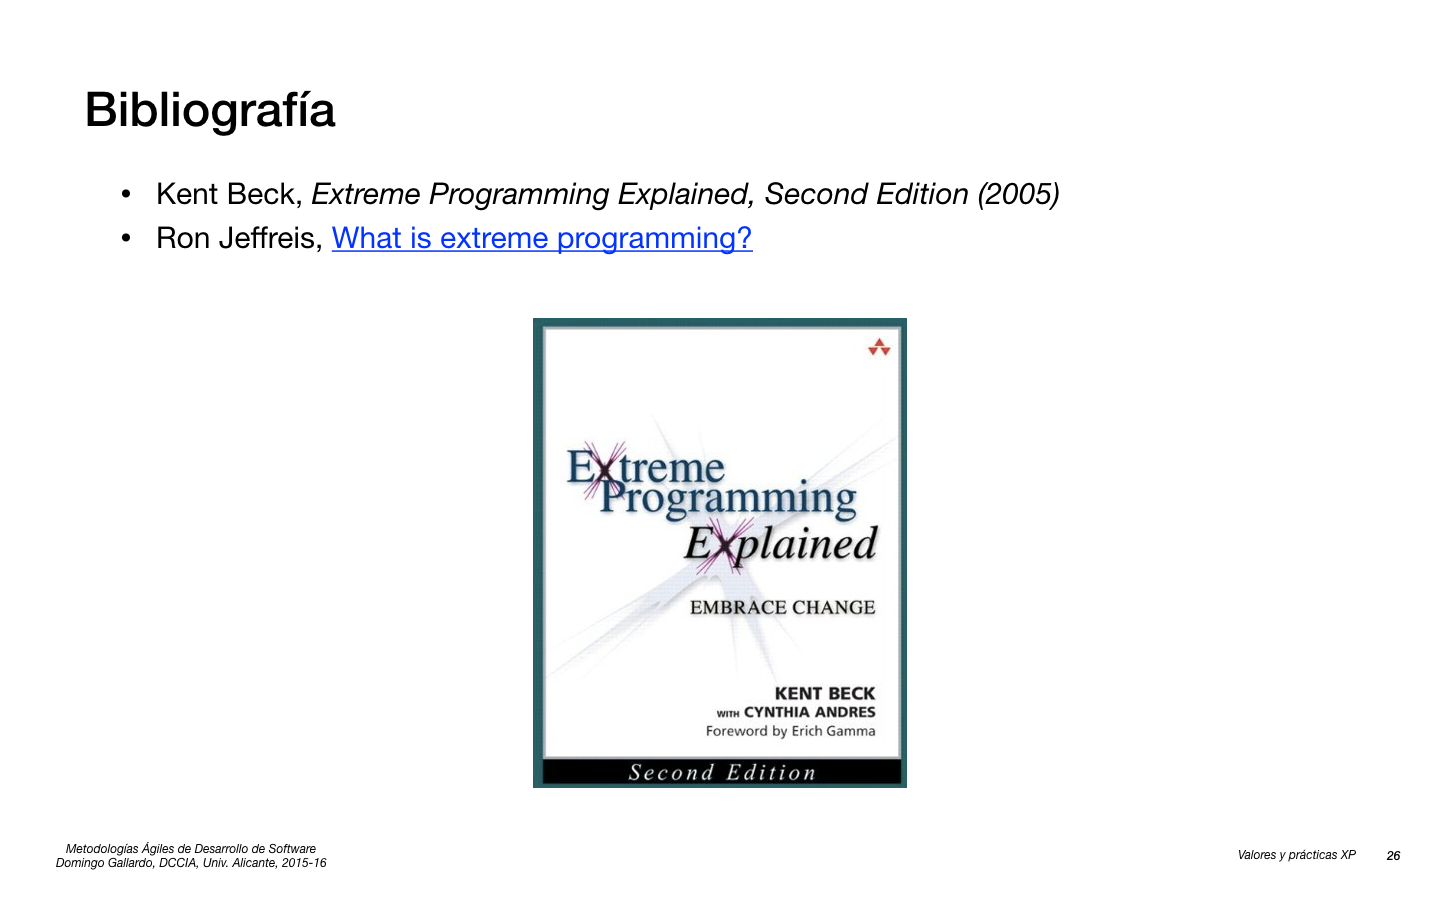 Bibliografía
• Kent Beck, Extreme Programming Explained, Second Edition (2005)
• Ron Jeffreis, What is extreme programming?
Extreme
Programming
Explained
EMBRACE CHANGE
KENT BECK
WITH CYNTHIA ANDRES
Foreword by Erich Gamma
Second Edition
Metodologías Ágiles de Desarrollo de Software
Domingo Gallardo, DCCIA, Univ. Alicante, 2015-16
Valores y prácticas XP 26